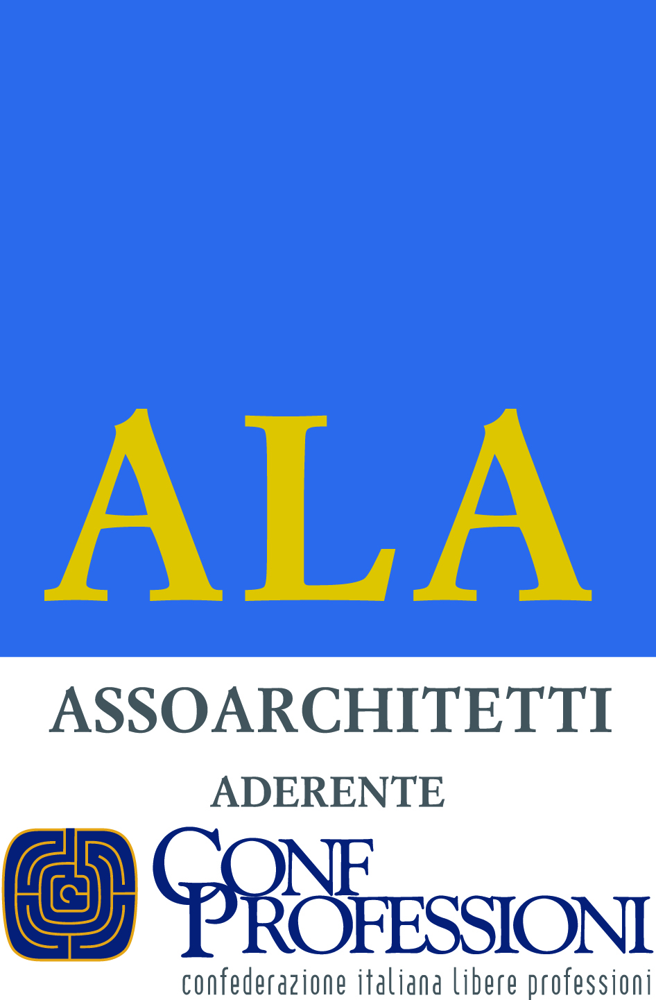 ALA
ASSOARCHITETTI
ADERENTE
CONF
PROFESSIONI
confederazione italiana libere professioni